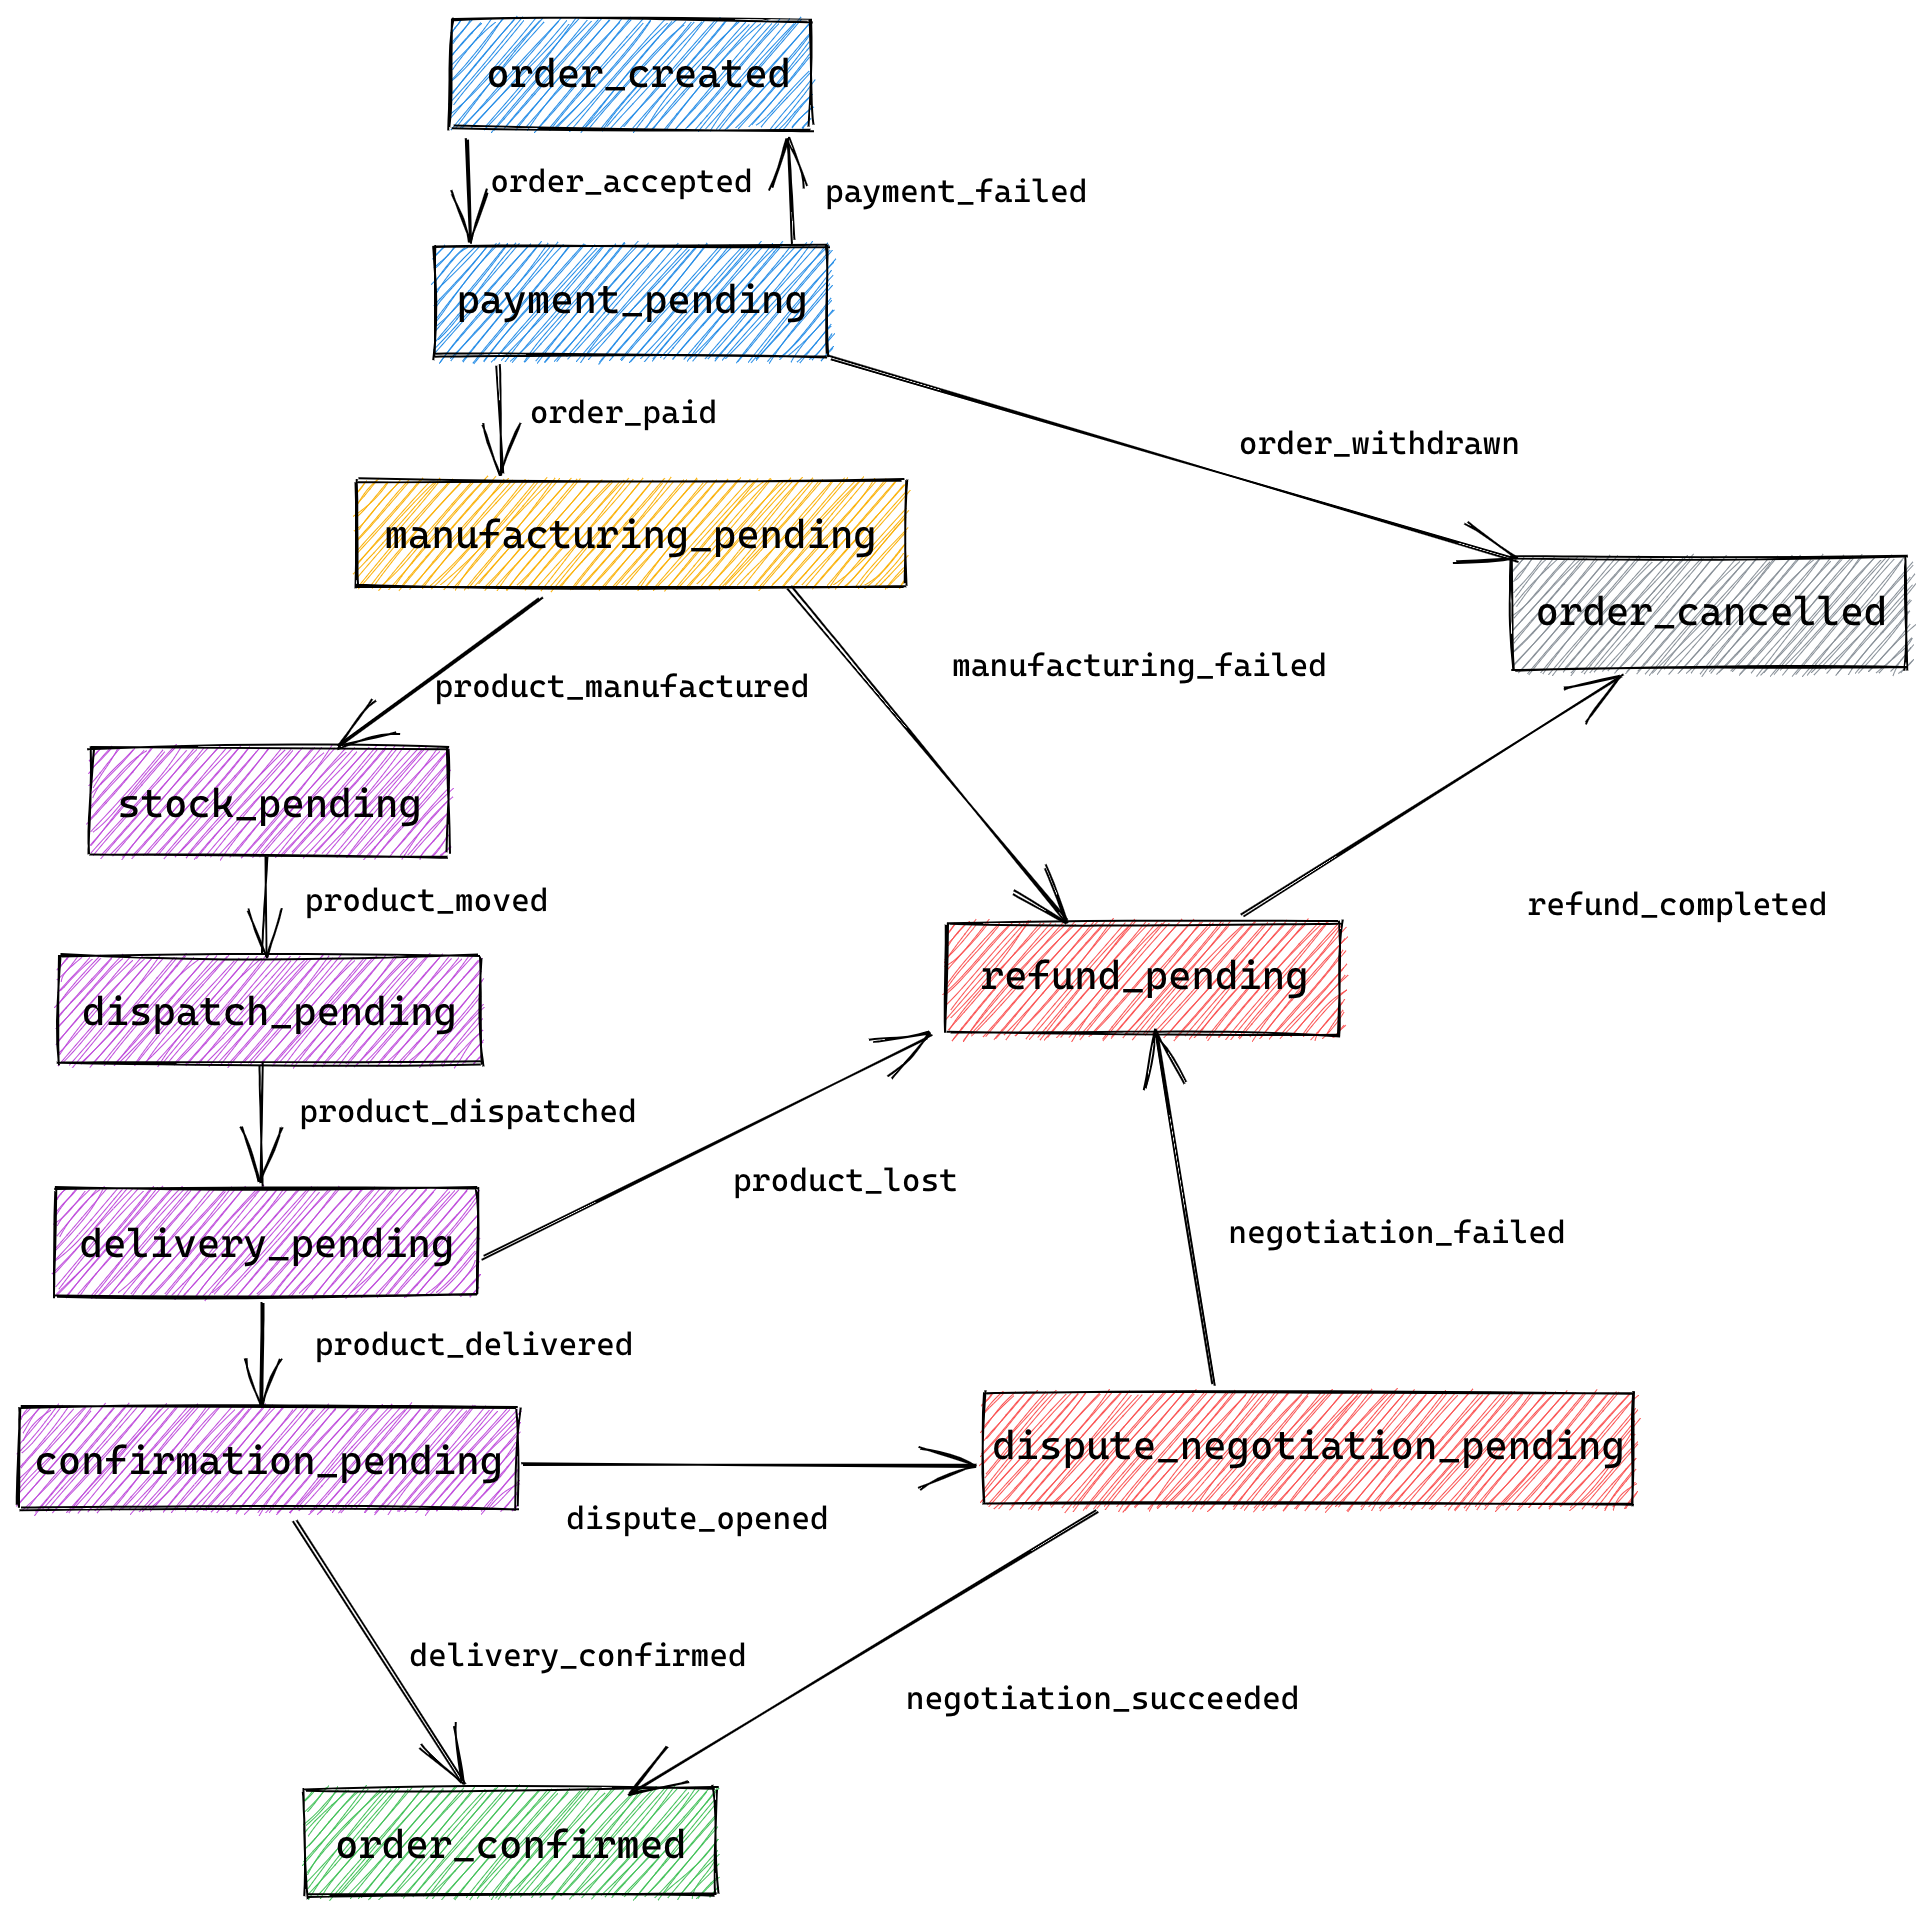 order_created
order_accepted
payment_failed
payment_pending
order_paid
order_withdrawn
manufacturing_pending
order_cancelled
manufacturing_failed
product_manufactured
stock_pending
product_moved
refund_completed
refund_pending
dispatch_pending
product_dispatched
product_lost
negotiation_failed
delivery_pending
product_delivered
dispute_negotiation_pending
confirmation_pending
dispute_opened
delivery_confirmed
negotiation_succeeded
order_confirmed